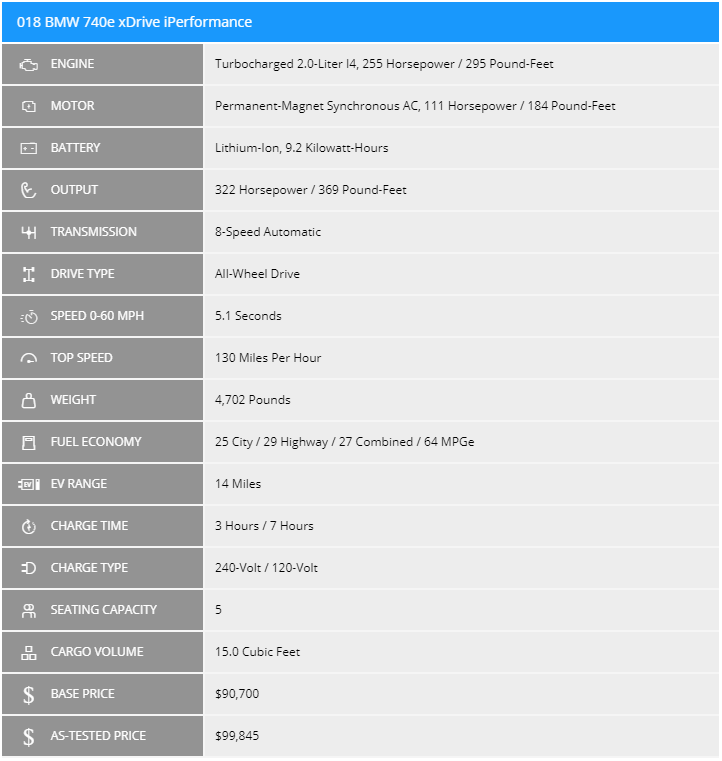 018 BMW 740e xDrive iPerformance
ENGINE Turbocharged 2.0-Liter I4, 255 Horsepower / 295 Pound-Feet
MOTOR Permanent-Magnet Synchronous AC, 111 Horsepower / 184 Pound-Feet
BATTERY Lithium-Ion, 9.2 Kilowatt-Hours
OUTPUT 322 Horsepower / 369 Pound-Feet
TRANSMISSION 8-Speed Automatic
DRIVE TYPE All-Wheel Drive
SPEED 0-60 MPH 5.1 Seconds
TOP SPEED 130 Miles Per Hour
WEIGHT 4,702 Pounds
FUEL ECONOMY 25 City / 29 Highway / 27 Combined / 64 MPGe
EV EV RANGE 14 Miles
CHARGE TIME 3 Hours / 7 Hours
CHARGE TYPE 240-Volt / 120-Volt
SEATING CAPACITY 5
CARGO VOLUME 15.0 Cubic Feet
$ BASE PRICE $90,700
$ AS-TESTED PRICE $99,845